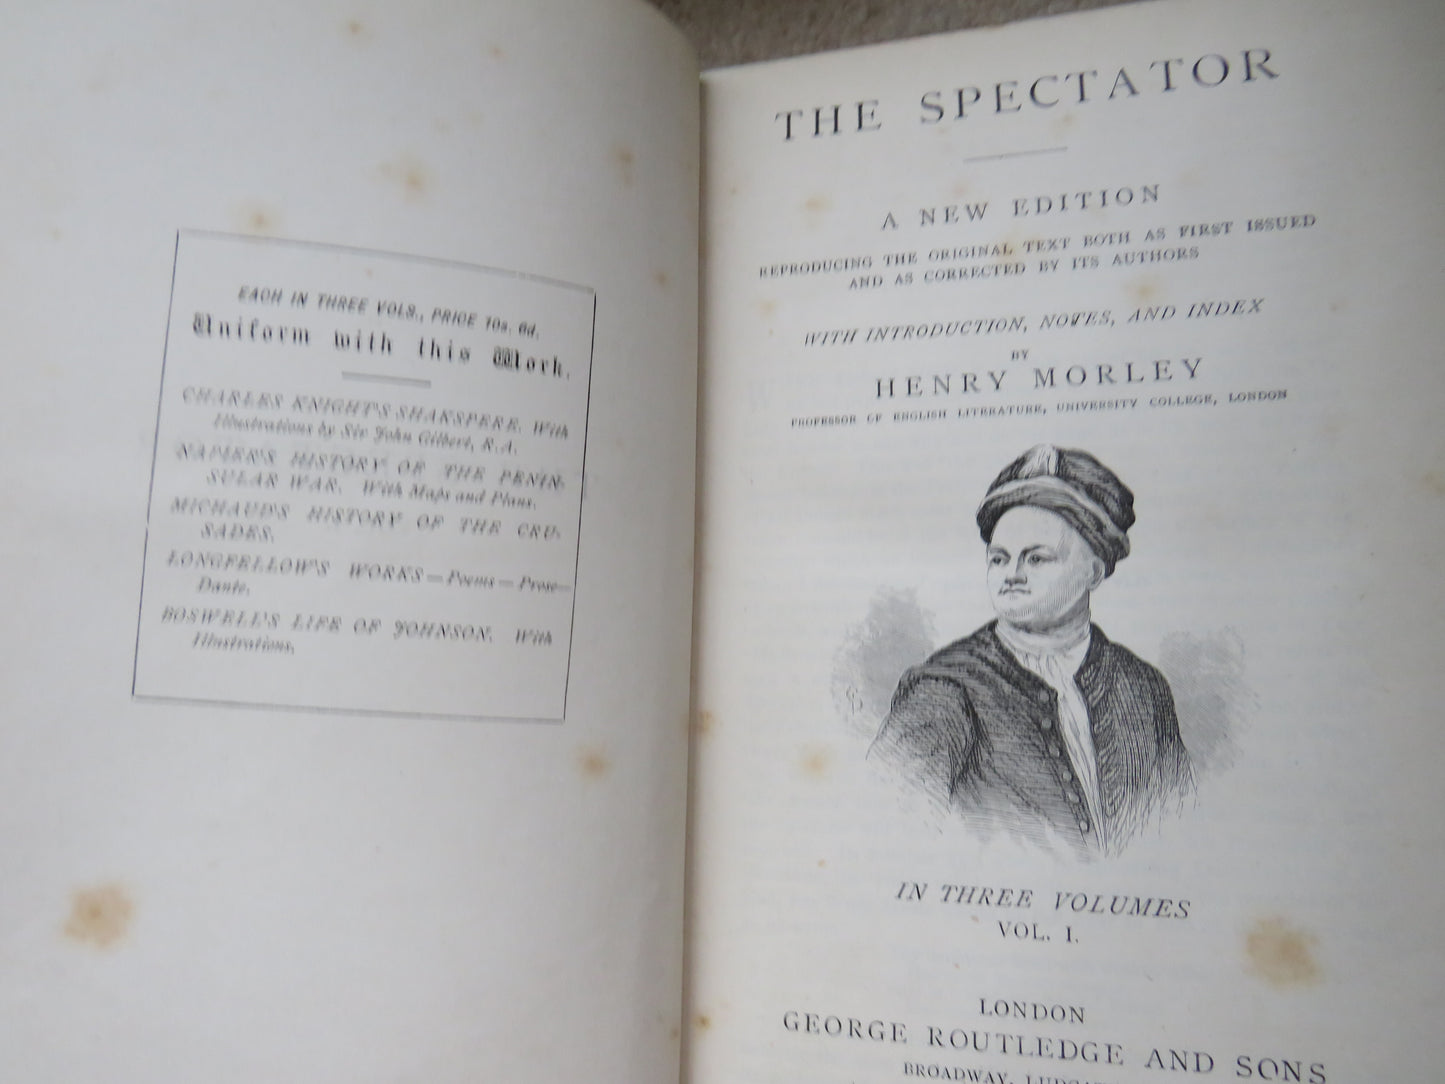 EACH IN THREE VOLS., PRICE 10s. 6d.
Uniform with this Work.
CHARLES KNIGHT'S SHAKSPERE. With
Illustrations by Sir John Gilbert, R.A.
NAPIER'S HISTORY OF THE PENIN-
SULAR WAR. With Maps and Plans.
MICHAUD'S HISTORY OF THE CRU-
SADES.
LONGFELLOW'S WORKS—Poems—Prose—
Dante.
BOSWELL'S LIFE OF JOHNSON. With
Illustrations.
THE SPECTATOR
A NEW EDITION
REPRODUCING THE ORIGINAL TEXT BOTH AS FIRST ISSUED
AND AS CORRECTED BY ITS AUTHORS
WITH INTRODUCTION, NOTES, AND INDEX
BY
HENRY MORLEY
PROFESSOR OF ENGLISH LITERATURE, UNIVERSITY COLLEGE, LONDON
IN THREE VOLUMES
VOL. I.
LONDON
GEORGE ROUTLEDGE AND SONS
BROADWAY,